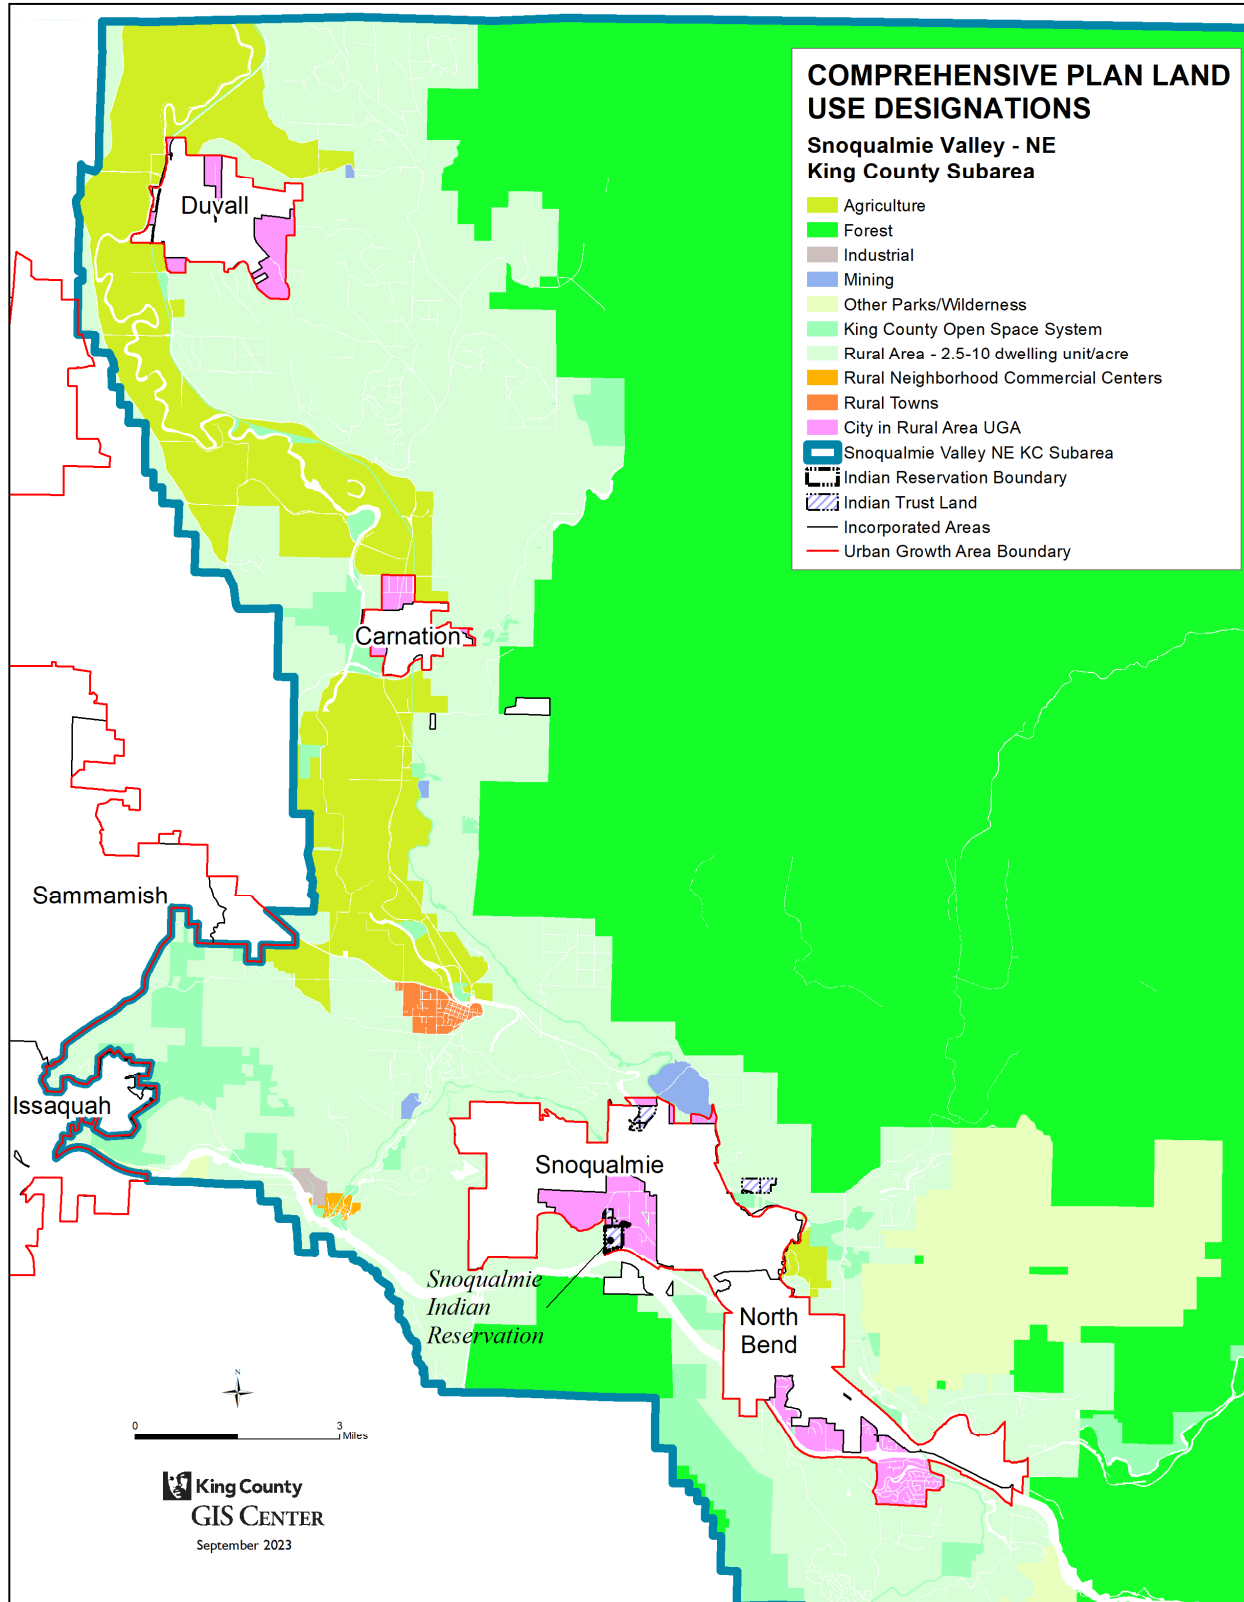 COMPREHENSIVE PLAN LAND
USE DESIGNATIONS
Snoqualmie Valley - NE
King County Subarea
Agriculture
Forest
Industrial
Mining
Other Parks/Wilderness
King County Open Space System
Rural Area - 2.5-10 dwelling unit/acre
Rural Neighborhood Commercial Centers
Rural Towns
City in Rural Area UGA
Snoqualmie Valley NE KC Subarea
Indian Reservation Boundary
Indian Trust Land
Incorporated Areas
Urban Growth Area Boundary
Duvall
Carnation
Sammamish
Issaquah
Snoqualmie
Snoqualmie
Indian
Reservation
North
Bend
N
0 3
Miles
King County
GIS CENTER
September 2023